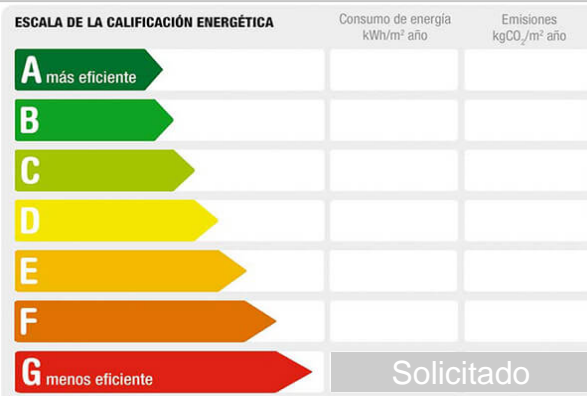 ESCALA DE LA CALIFICACIÓN ENERGÉTICA
Consumo de energía
kWh/m² año
Emisiones
kgCO₂/m² año
A más eficiente
B
C
D
E
F
G menos eficiente
Solicitado